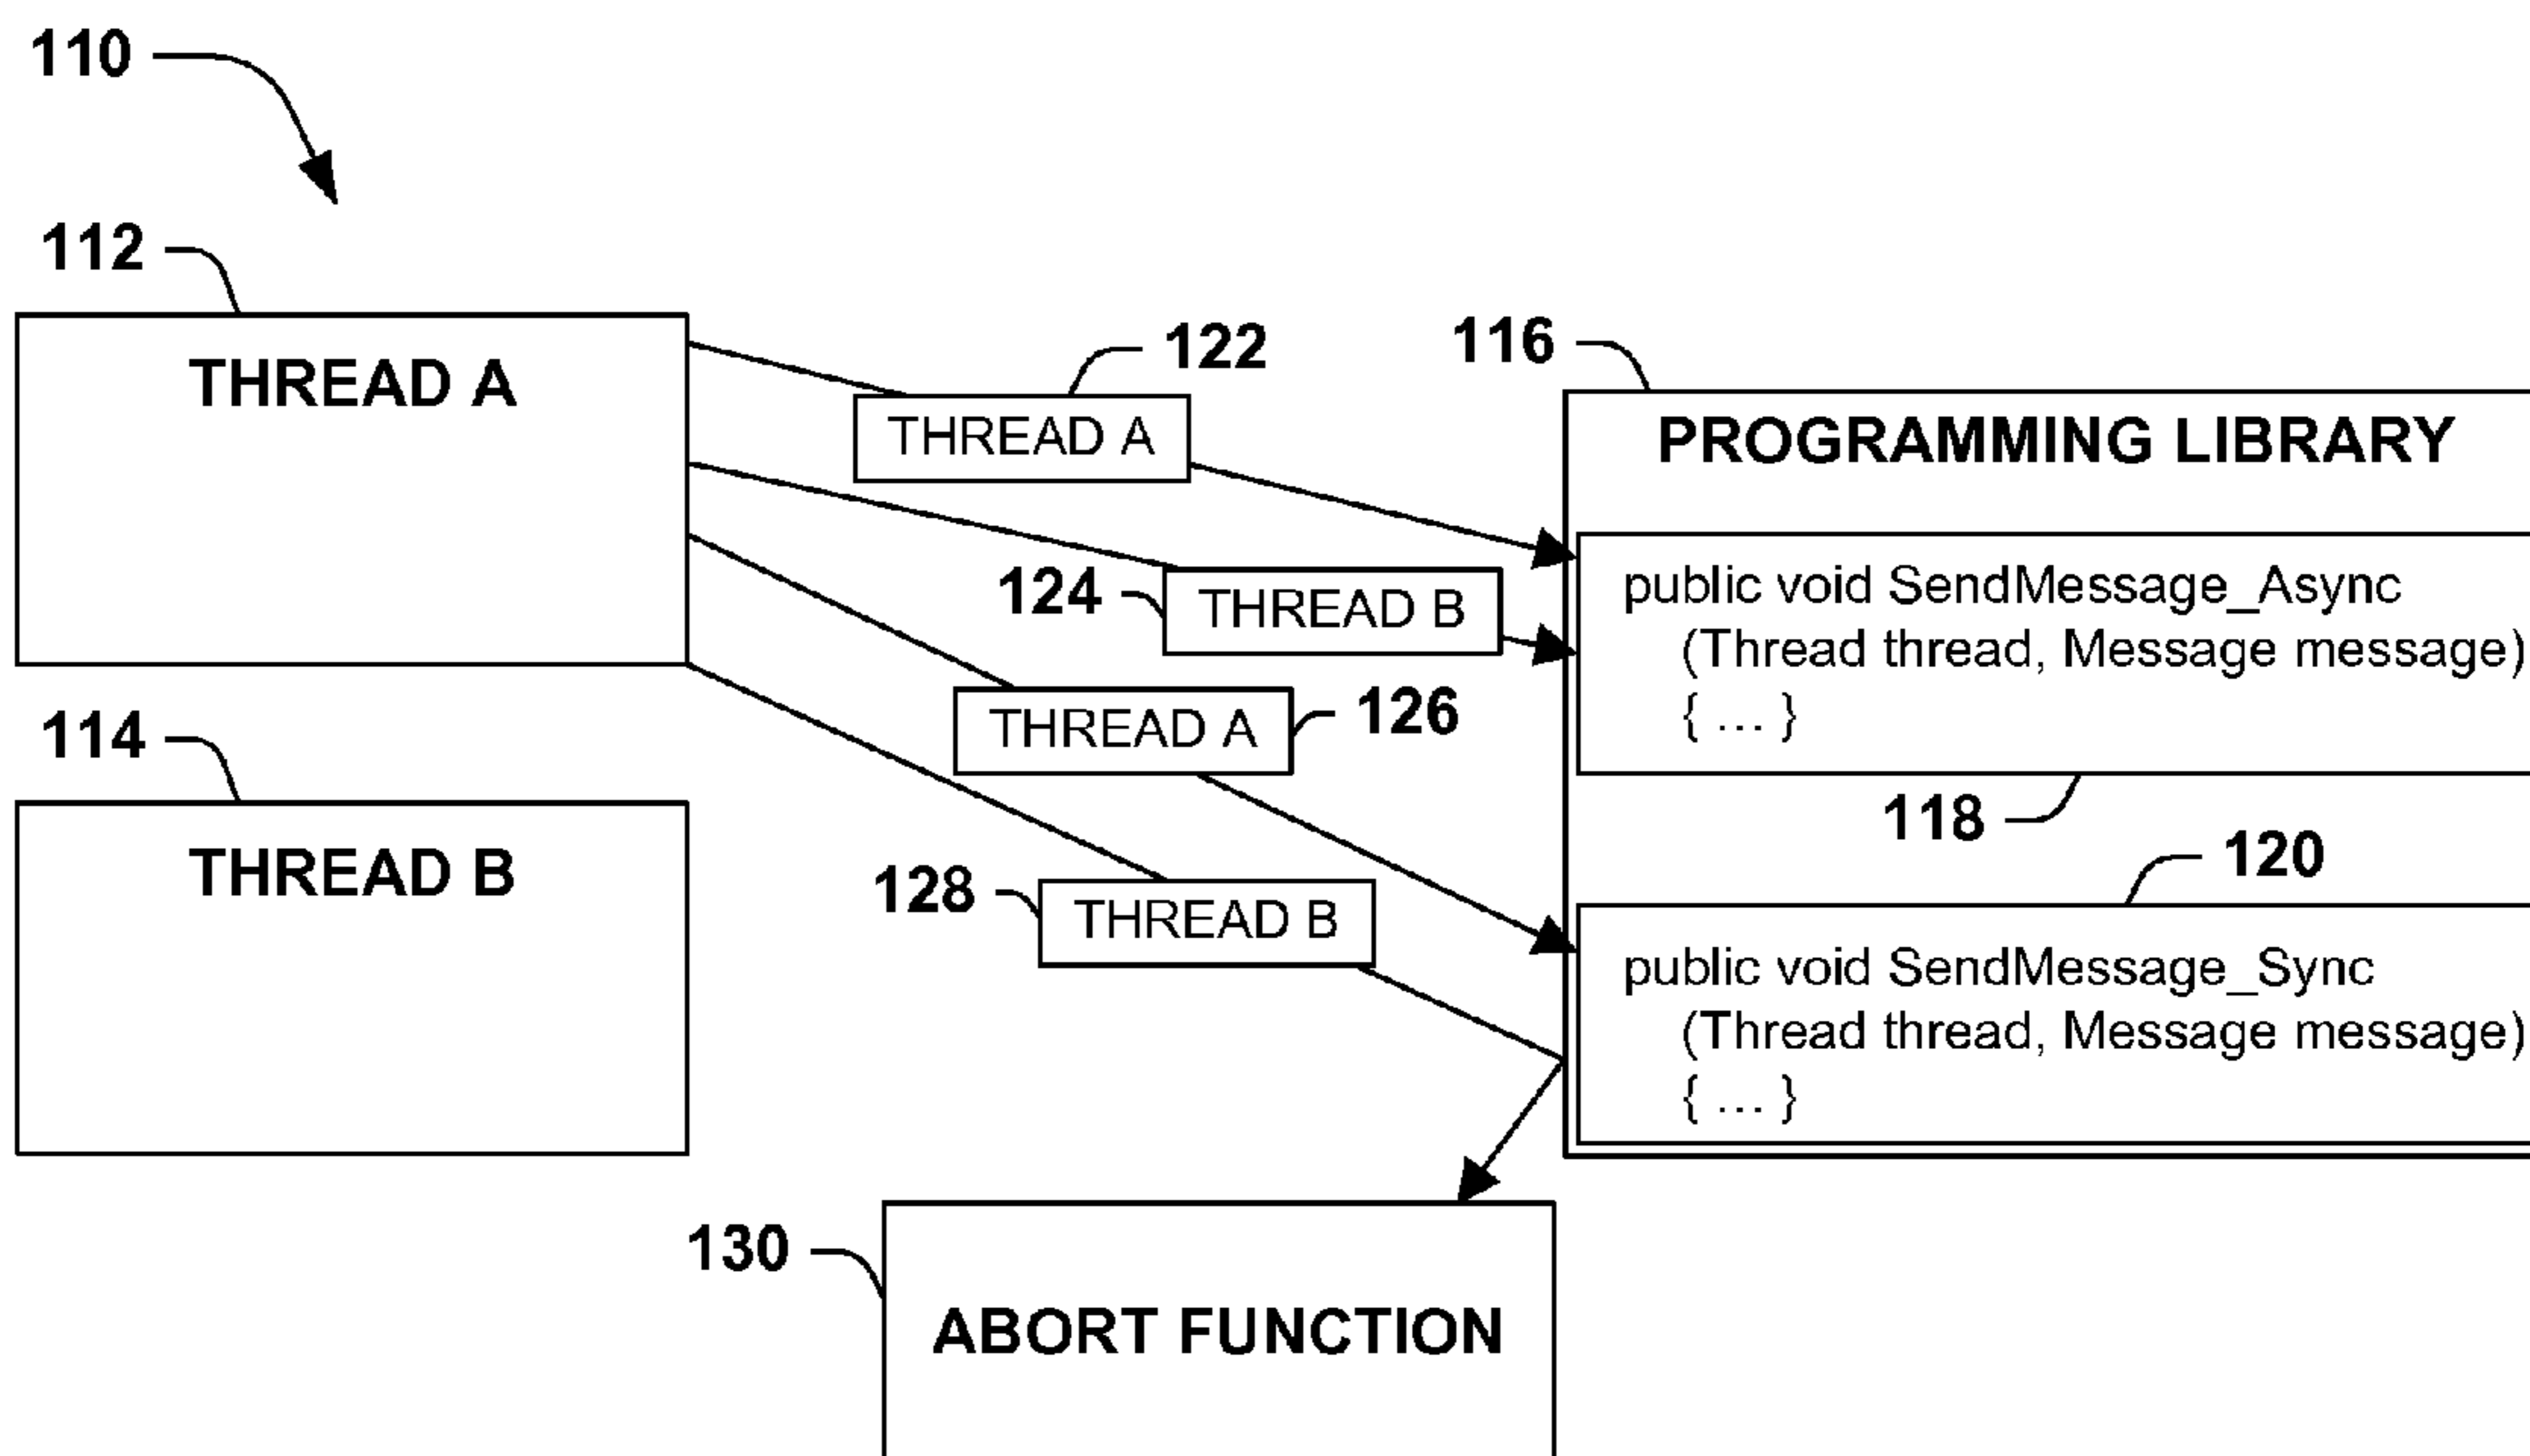 110
112
THREAD A
122
THREAD A
116
PROGRAMMING LIBRARY
124
THREAD B
public void SendMessage_Async
(Thread thread, Message message)
{ ... }
118
THREAD A
126
114
THREAD B
128
THREAD B
120
public void SendMessage_Sync
(Thread thread, Message message)
{ ... }
130
ABORT FUNCTION